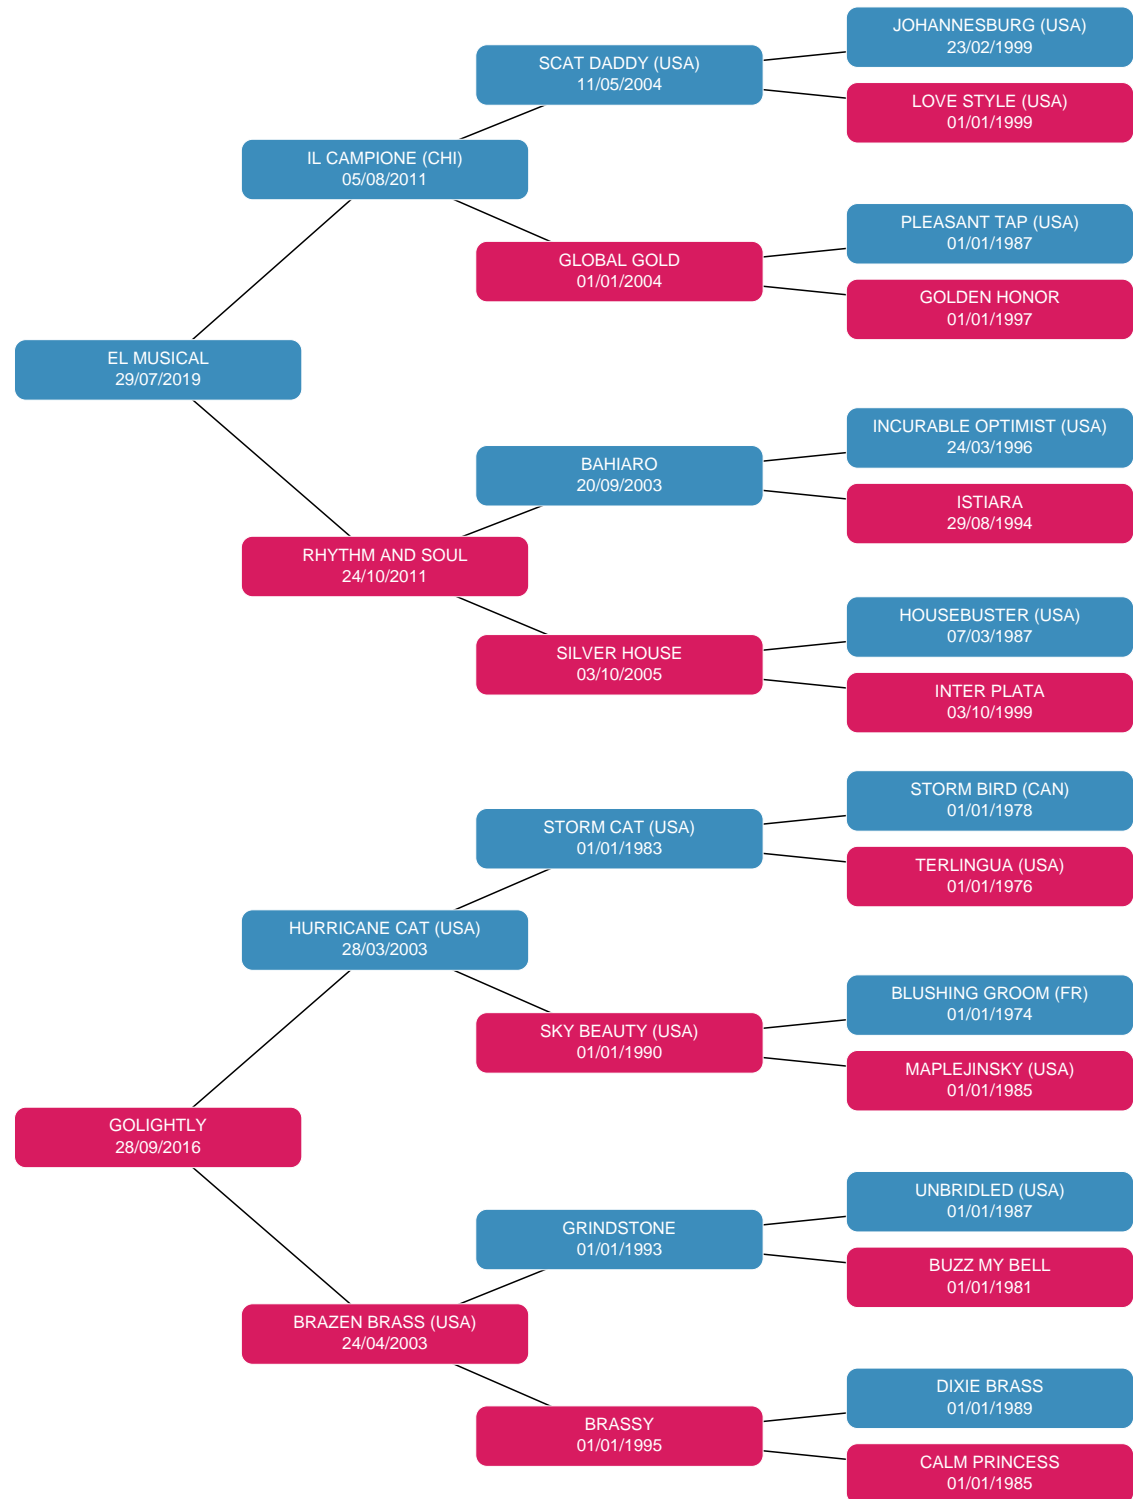 JOHANNESBURG (USA)
23/02/1999
SCAT DADDY (USA)
11/05/2004
LOVE STYLE (USA)
01/01/1999
IL CAMPIONE (CHI)
05/08/2011
PLEASANT TAP (USA)
01/01/1987
GLOBAL GOLD
01/01/2004
GOLDEN HONOR
01/01/1997
EL MUSICAL
29/07/2019
INCURABLE OPTIMIST (USA)
24/03/1996
BAHIARO
20/09/2003
ISTIARA
29/08/1994
RHYTHM AND SOUL
24/10/2011
HOUSEBUSTER (USA)
07/03/1987
SILVER HOUSE
03/10/2005
INTER PLATA
03/10/1999
STORM BIRD (CAN)
01/01/1978
STORM CAT (USA)
01/01/1983
TERLINGUA (USA)
01/01/1976
HURRICANE CAT (USA)
28/03/2003
BLUSHING GROOM (FR)
01/01/1974
SKY BEAUTY (USA)
01/01/1990
MAPLEJINSKY (USA)
01/01/1985
GOLIGHTLY
28/09/2016
UNBRIDLED (USA)
01/01/1987
GRINDSTONE
01/01/1993
BUZZ MY BELL
01/01/1981
BRAZEN BRASS (USA)
24/04/2003
DIXIE BRASS
01/01/1989
BRASSY
01/01/1995
CALM PRINCESS
01/01/1985